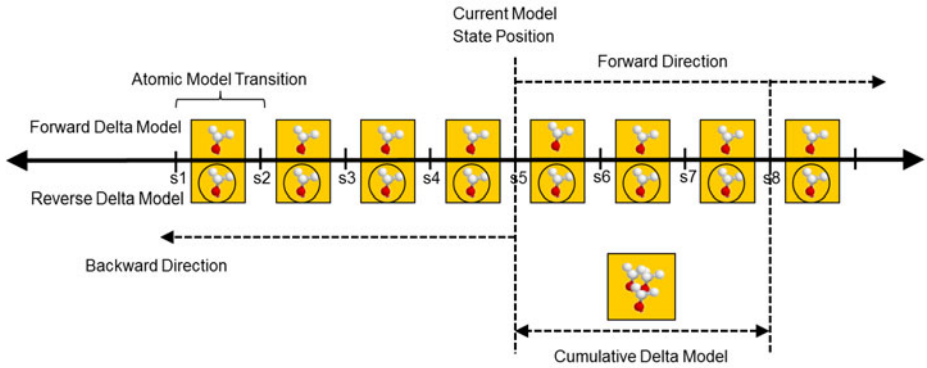 Current Model
State Position
Forward Direction
Atomic Model Transition
Forward Delta Model
s1 s2 s3 s4 s5 s6 s7 s8
Reverse Delta Model
Backward Direction
Cumulative Delta Model